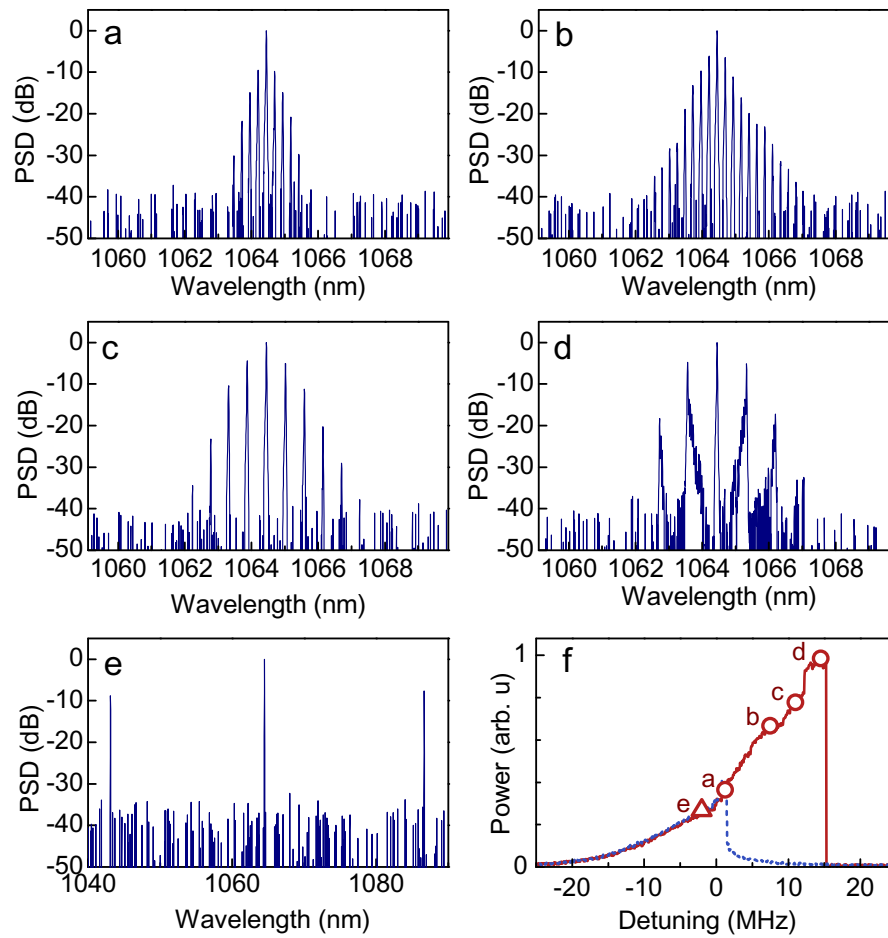 a
PSD (dB)
0
-10
-20
-30
-40
-50
1060 1062 1064 1066 1068
Wavelength (nm)
b
PSD (dB)
0
-10
-20
-30
-40
-50
1060 1062 1064 1066 1068
Wavelength (nm)
c
PSD (dB)
0
-10
-20
-30
-40
-50
1060 1062 1064 1066 1068
Wavelength (nm)
d
PSD (dB)
0
-10
-20
-30
-40
-50
1060 1062 1064 1066 1068
Wavelength (nm)
e
PSD (dB)
0
-10
-20
-30
-40
-50
1040 1060 1080
Wavelength (nm)
f
Power (arb. u)
1
0
d
c
b
a
e
-20 -10 0 10 20
Detuning (MHz)